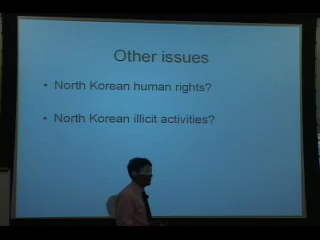 Other issues
• North Korean human rights?
• North Korean illicit activities?